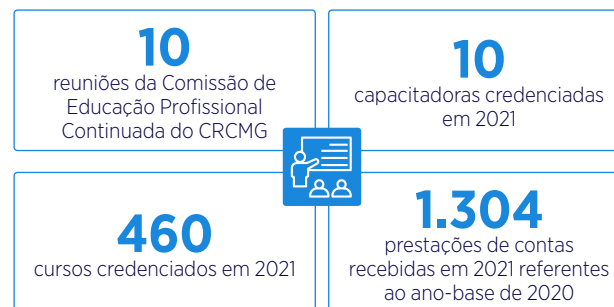 10
reuniões da Comissão de
Educação Profissional
Continuada do CRCMG
10
capacitadoras credenciadas
em 2021
460
cursos credenciados em 2021
1.304
prestações de contas
recebidas em 2021 referentes
ao ano-base de 2020